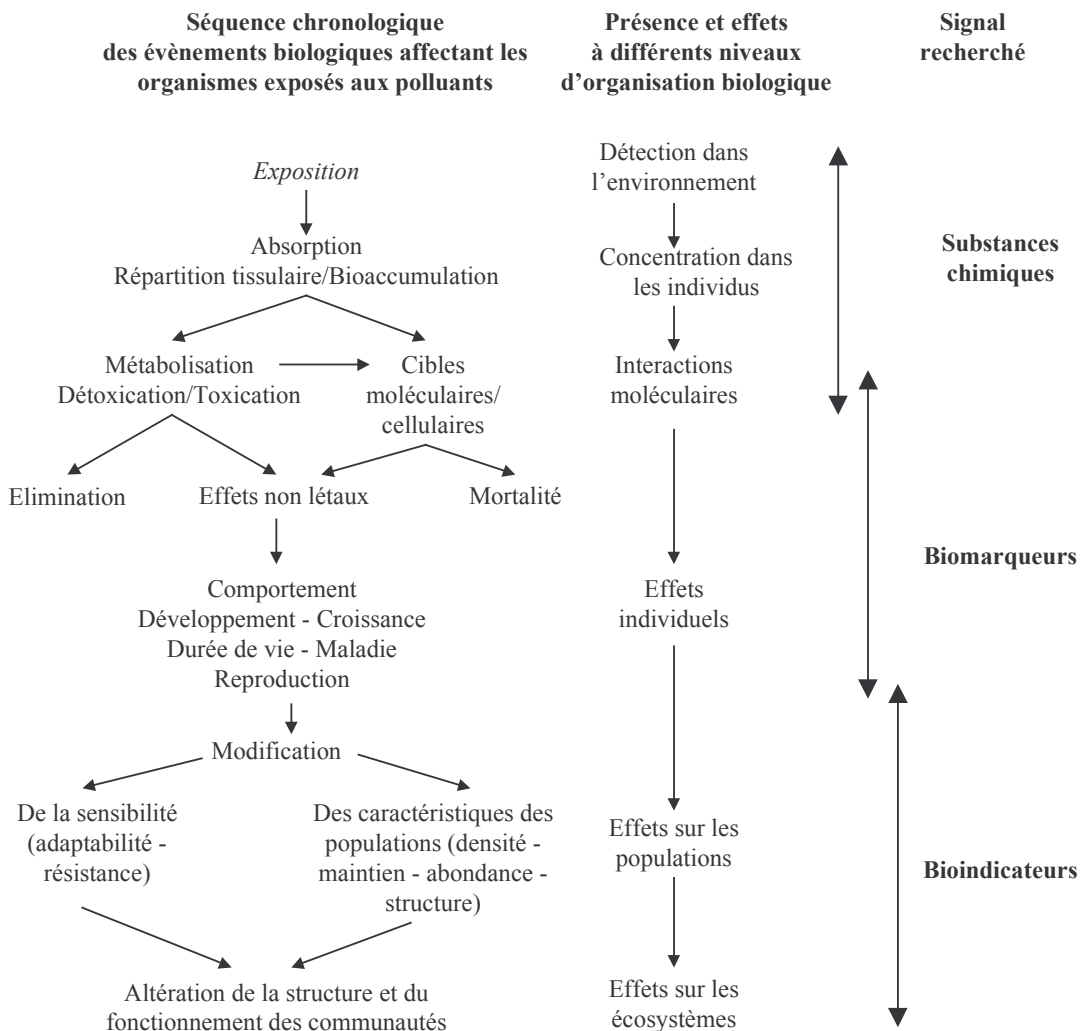 Séquence chronologique
des évènements biologiques affectant les
organismes exposés aux polluants
Présence et effets
à différents niveaux
d'organisation biologique
Signal
recherché
Exposition
Absorption
Répartition tissulaire/Bioaccumulation
Métabolisation
Détoxication/Toxication
Cibles
moléculaires/
cellulaires
Elimination
Effets non létaux
Mortalité
Comportement
Développement - Croissance
Durée de vie - Maladie
Reproduction
Modification
De la sensibilité
(adaptabilité -
résistance)
Des caractéristiques des
populations (densité -
maintien - abondance -
structure)
Altération de la structure et du
fonctionnement des communautés
Détection dans
l'environnement
Concentration dans
les individus
Interactions
moléculaires
Effets
individuels
Effets sur les
populations
Effets sur les
écosystèmes
Substances
chimiques
Biomarqueurs
Bioindicateurs